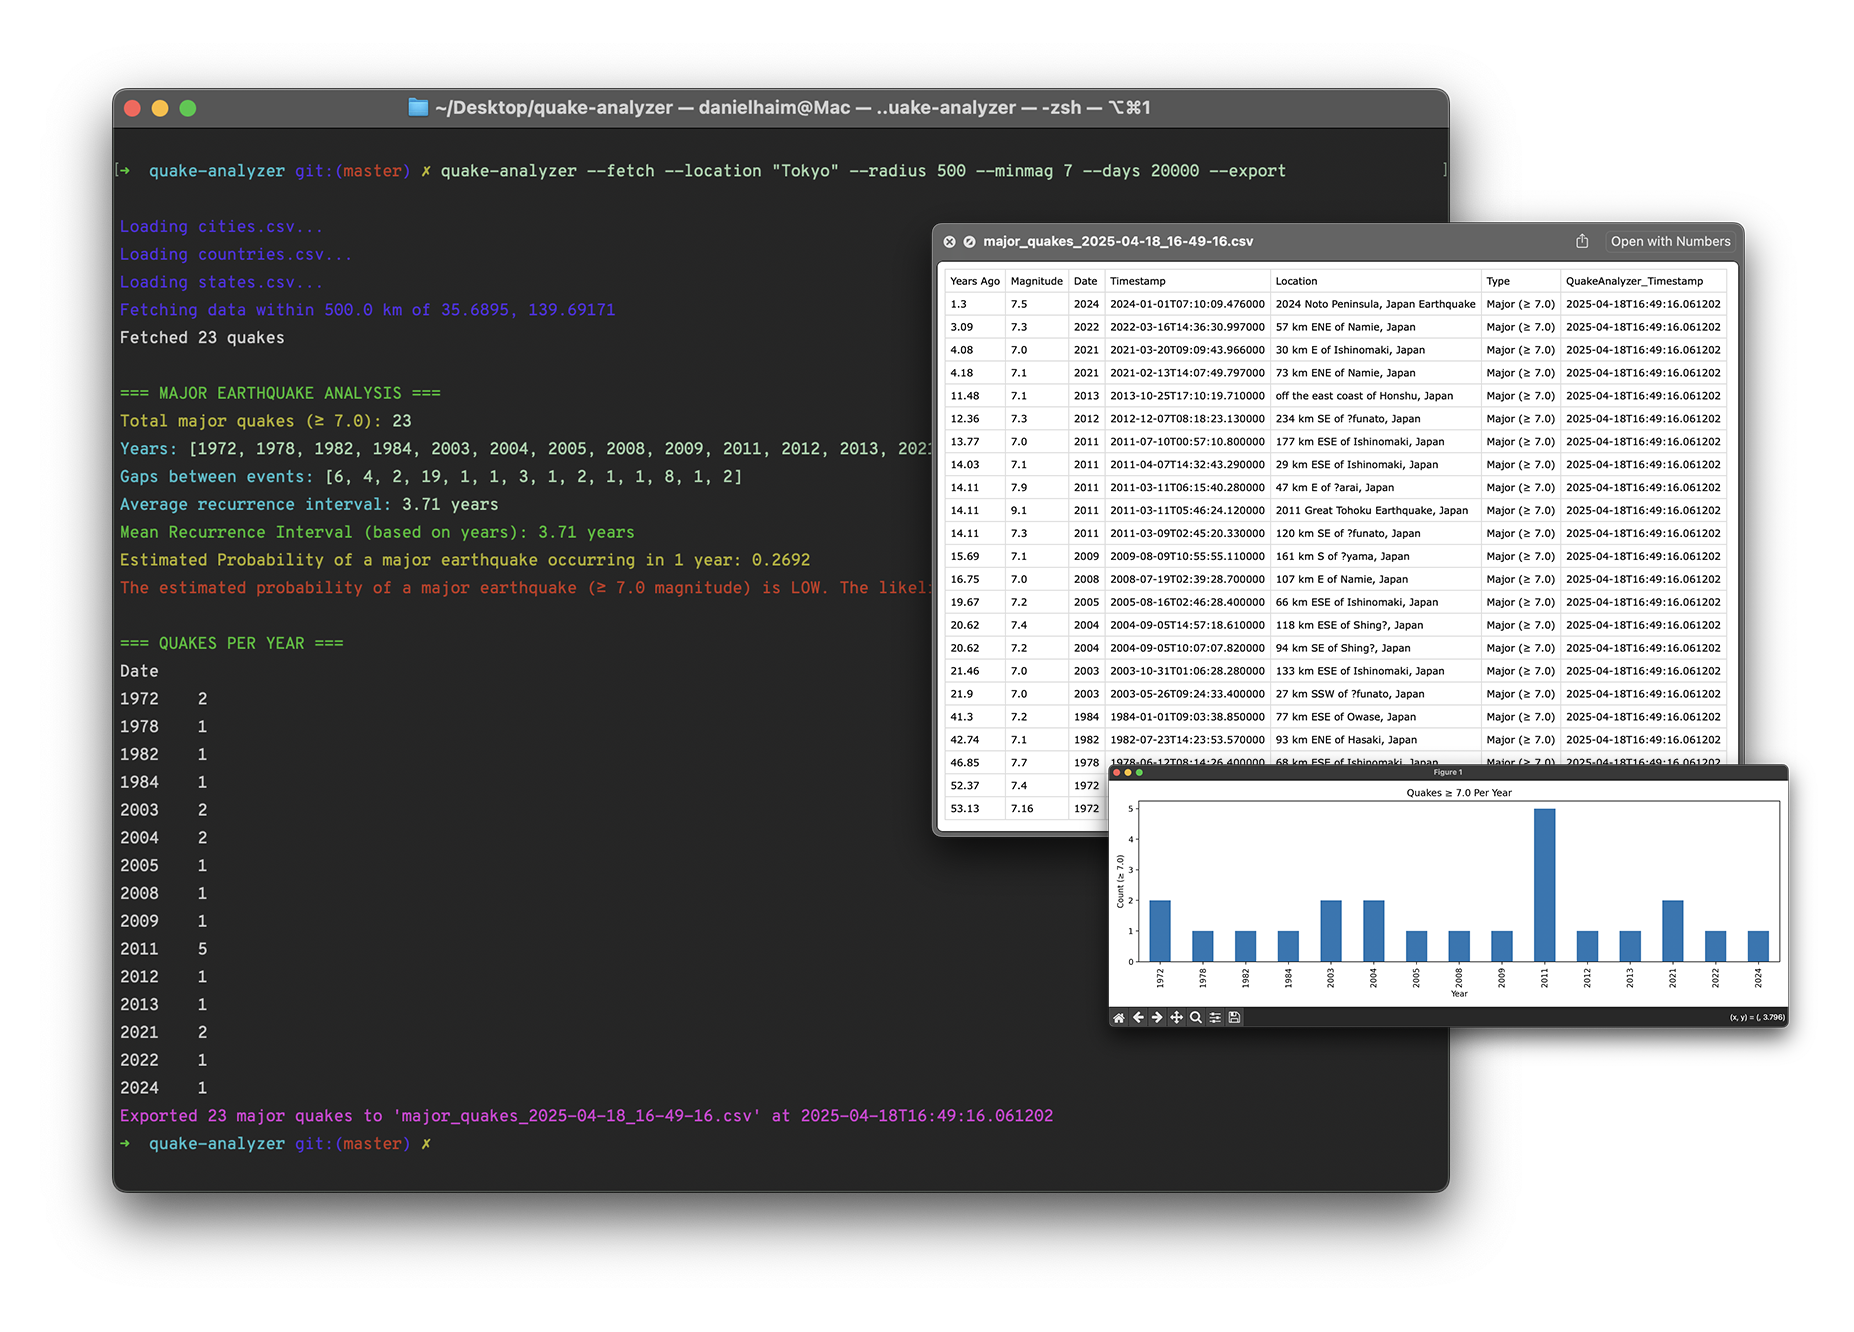 ~/Desktop/quake-analyzer — danielhaim@Mac — ..uake-analyzer — -zsh — ⌥⌘1
[➜ quake-analyzer git:(master) ✗ quake-analyzer --fetch --location "Tokyo" --radius 500 --minmag 7 --days 20000 --export ]
Loading cities.csv...
Loading countries.csv...
Loading states.csv...
Fetching data within 500.0 km of 35.6895, 139.69171
Fetched 23 quakes
=== MAJOR EARTHQUAKE ANALYSIS ===
Total major quakes (≥ 7.0): 23
Years: [1972, 1978, 1982, 1984, 2003, 2004, 2005, 2008, 2009, 2011, 2012, 2013, 2021
Gaps between events: [6, 4, 2, 19, 1, 1, 3, 1, 2, 1, 1, 8, 1, 2]
Average recurrence interval: 3.71 years
Mean Recurrence Interval (based on years): 3.71 years
Estimated Probability of a major earthquake occurring in 1 year: 0.2692
The estimated probability of a major earthquake (≥ 7.0 magnitude) is LOW. The likeli
=== QUAKES PER YEAR ===
Date
1972 2
1978 1
1982 1
1984 1
2003 2
2004 2
2005 1
2008 1
2009 1
2011 5
2012 1
2013 1
2021 2
2022 1
2024 1
Exported 23 major quakes to 'major_quakes_2025-04-18_16-49-16.csv' at 2025-04-18T16:49:16.061202
➜ quake-analyzer git:(master) ✗
major_quakes_2025-04-18_16-49-16.csv Open with Numbers
Years Ago Magnitude Date Timestamp Location Type QuakeAnalyzer_Timestamp
1.3 7.5 2024 2024-01-01T07:10:09.476000 2024 Noto Peninsula, Japan Earthquake Major (≥ 7.0) 2025-04-18T16:49:16.061202
3.09 7.3 2022 2022-03-16T14:36:30.997000 57 km ENE of Namie, Japan Major (≥ 7.0) 2025-04-18T16:49:16.061202
4.08 7.0 2021 2021-03-20T09:09:43.966000 30 km E of Ishinomaki, Japan Major (≥ 7.0) 2025-04-18T16:49:16.061202
4.18 7.1 2021 2021-02-13T14:07:49.797000 73 km ENE of Namie, Japan Major (≥ 7.0) 2025-04-18T16:49:16.061202
11.48 7.1 2013 2013-10-25T17:10:19.710000 off the east coast of Honshu, Japan Major (≥ 7.0) 2025-04-18T16:49:16.061202
12.36 7.3 2012 2012-12-07T08:18:23.130000 234 km SE of ?funato, Japan Major (≥ 7.0) 2025-04-18T16:49:16.061202
13.77 7.0 2011 2011-07-10T00:57:10.800000 177 km ESE of Ishinomaki, Japan Major (≥ 7.0) 2025-04-18T16:49:16.061202
14.03 7.1 2011 2011-04-07T14:32:43.290000 29 km ESE of Ishinomaki, Japan Major (≥ 7.0) 2025-04-18T16:49:16.061202
14.11 7.9 2011 2011-03-11T06:15:40.280000 47 km E of ?arai, Japan Major (≥ 7.0) 2025-04-18T16:49:16.061202
14.11 9.1 2011 2011-03-11T05:46:24.120000 2011 Great Tohoku Earthquake, Japan Major (≥ 7.0) 2025-04-18T16:49:16.061202
14.11 7.3 2011 2011-03-09T02:45:20.330000 120 km SE of ?funato, Japan Major (≥ 7.0) 2025-04-18T16:49:16.061202
15.69 7.1 2009 2009-08-09T10:55:55.110000 161 km S of ?yama, Japan Major (≥ 7.0) 2025-04-18T16:49:16.061202
16.75 7.0 2008 2008-07-19T02:39:28.700000 107 km E of Namie, Japan Major (≥ 7.0) 2025-04-18T16:49:16.061202
19.67 7.2 2005 2005-08-16T02:46:28.400000 66 km ESE of Ishinomaki, Japan Major (≥ 7.0) 2025-04-18T16:49:16.061202
20.62 7.4 2004 2004-09-05T14:57:18.610000 118 km ESE of Shing?, Japan Major (≥ 7.0) 2025-04-18T16:49:16.061202
20.62 7.2 2004 2004-09-05T10:07:07.820000 94 km SE of Shing?, Japan Major (≥ 7.0) 2025-04-18T16:49:16.061202
21.46 7.0 2003 2003-10-31T01:06:28.280000 133 km ESE of Ishinomaki, Japan Major (≥ 7.0) 2025-04-18T16:49:16.061202
21.9 7.0 2003 2003-05-26T09:24:33.400000 27 km SSW of ?funato, Japan Major (≥ 7.0) 2025-04-18T16:49:16.061202
41.3 7.2 1984 1984-01-01T09:03:38.850000 77 km ESE of Owase, Japan Major (≥ 7.0) 2025-04-18T16:49:16.061202
42.74 7.1 1982 1982-07-23T14:23:53.570000 93 km ENE of Hasaki, Japan Major (≥ 7.0) 2025-04-18T16:49:16.061202
46.85 7.7 1978 1978-06-12T08:14:26.400000 68 km ESE of Ishinomaki, Japan Major (≥ 7.0) 2025-04-18T16:49:16.061202
52.37 7.4 1972
53.13 7.16 1972
Figure 1
Quakes ≥ 7.0 Per Year
Count (≥ 7.0)
5
4
3
2
1
0
1972 1978 1982 1984 2003 2004 2005 2008 2009 2011 2012 2013 2021 2022 2024
Year
(x, y) = (, 3.796)